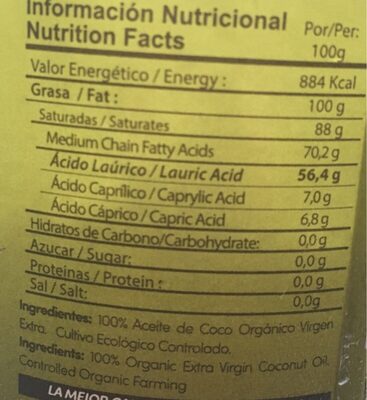 Información Nutricional
Nutrition Facts
Por/Per:
100g
Valor Energético / Energy : 884 Kcal
Grasa / Fat : 100 g
Saturadas / Saturates 88 g
Medium Chain Fatty Acids 70,2 g
Ácido Laúrico / Lauric Acid 56,4 g
Ácido Caprílico / Caprylic Acid 7,0 g
Ácido Cáprico / Capric Acid 6,8 g
Hidratos de Carbono/Carbohydrate: 0,0 g
Azucar / Sugar: 0,0 g
Proteínas / Protein : 0,0 g
Sal / Salt: 0,0g
Ingredientes: 100% Aceite de Coco Orgánico Virgen
Extra. Cultivo Ecológico Controlado.
Ingredients: 100% Organic Extra Virgin Coconut Oil.
Controlled Organic Farming
LA MEJOR